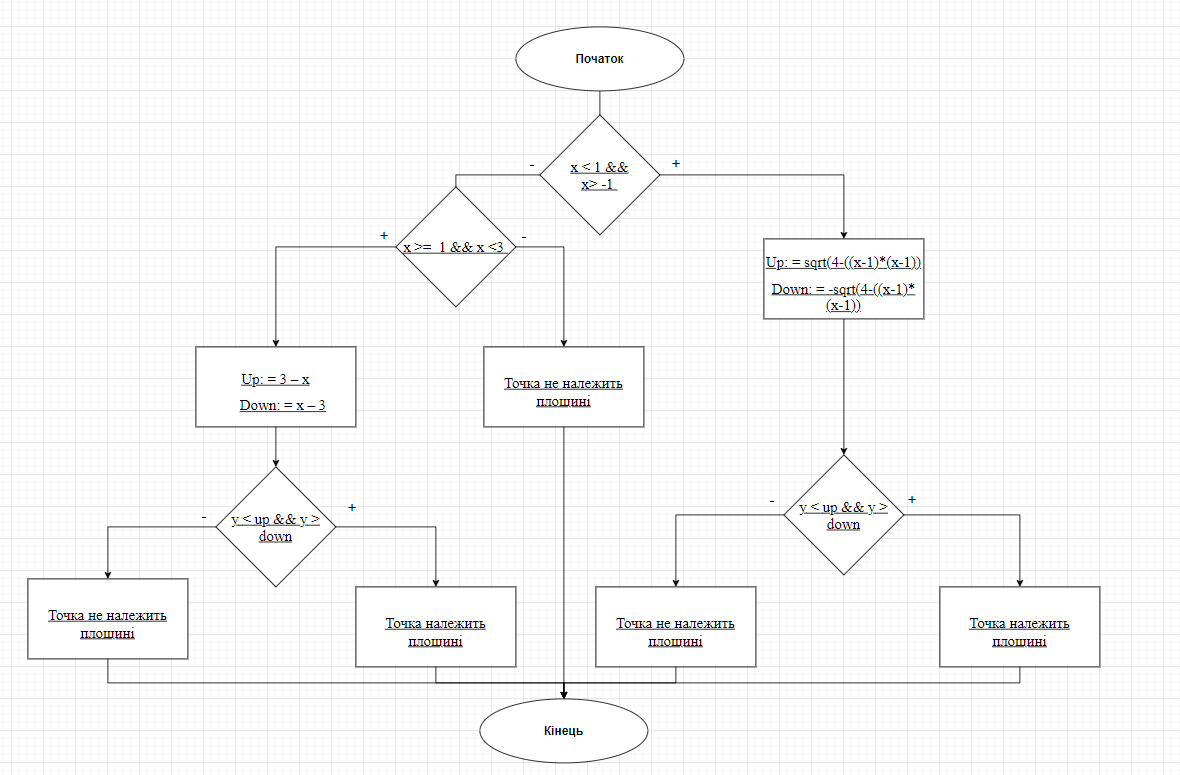 Початок
x < 1 &&
x> -1
-
+
x >=  1 && x <3
+
-
Up: = sqrt(4-((x-1)*(x-1))
Down: = -sqrt(4-((x-1)*
(x-1))
Up: = 3 – x
Down: = x – 3
Точка не належить
площині
y < up && y >
down
-
+
y < up && y >
down
-
+
Точка не належить
площині
Точка належить
площині
Точка не належить
площині
Точка належить
площині
Кінець